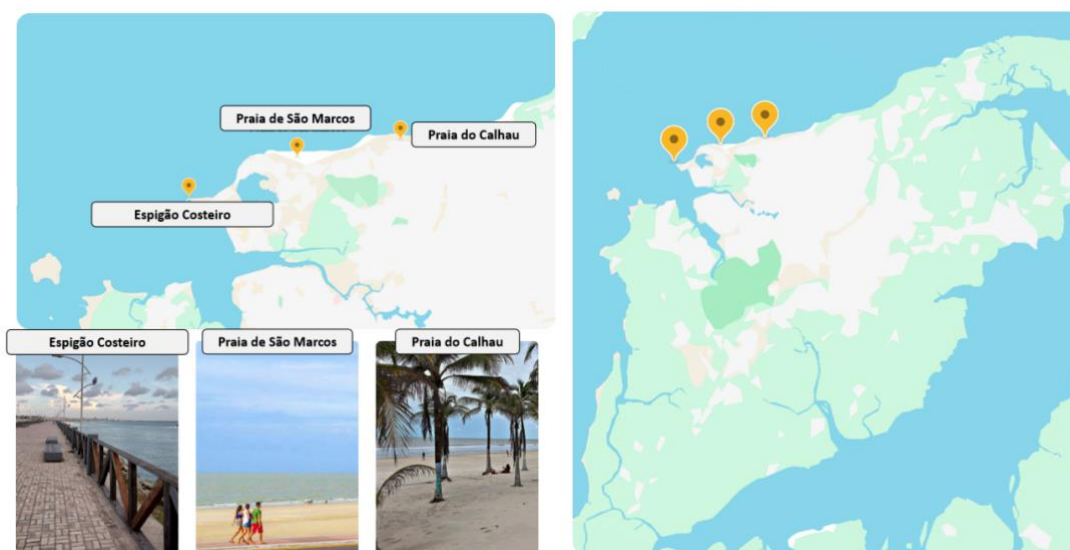 Praia de São Marcos
Praia do Calhau
Espigão Costeiro
Espigão Costeiro
Praia de São Marcos
Praia do Calhau